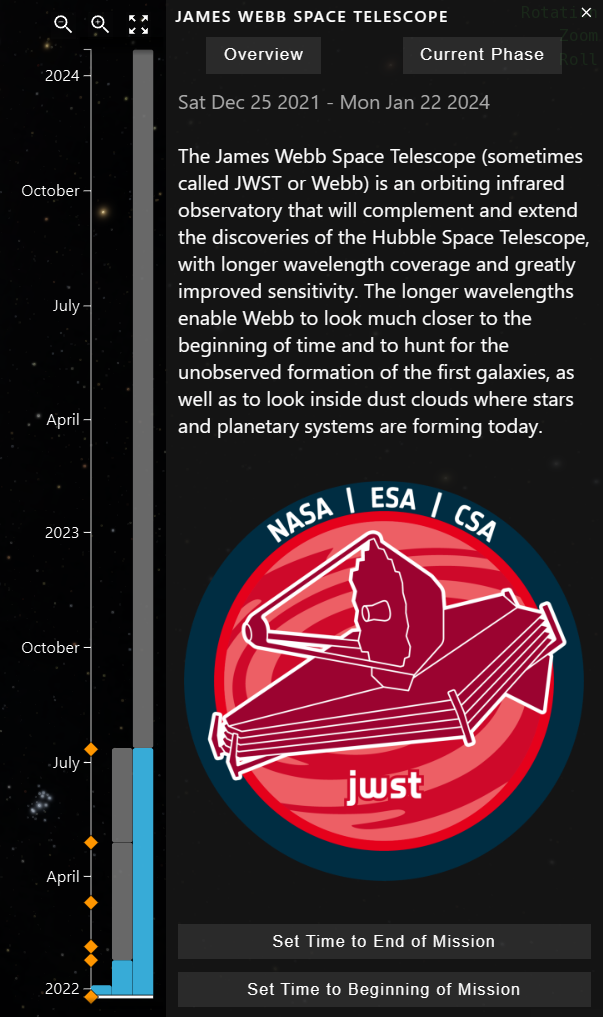 JAMES WEBB SPACE TELESCOPE
Rotation
Zoom
Roll
Overview
Current Phase
Sat Dec 25 2021 - Mon Jan 22 2024
The James Webb Space Telescope (sometimes
called JWST or Webb) is an orbiting infrared
observatory that will complement and extend
the discoveries of the Hubble Space Telescope,
with longer wavelength coverage and greatly
improved sensitivity. The longer wavelengths
enable Webb to look much closer to the
beginning of time and to hunt for the
unobserved formation of the first galaxies, as
well as to look inside dust clouds where stars
and planetary systems are forming today.
NASA | ESA | CSA
jwst
Set Time to End of Mission
Set Time to Beginning of Mission
2024
October
July
April
2023
October
July
April
2022